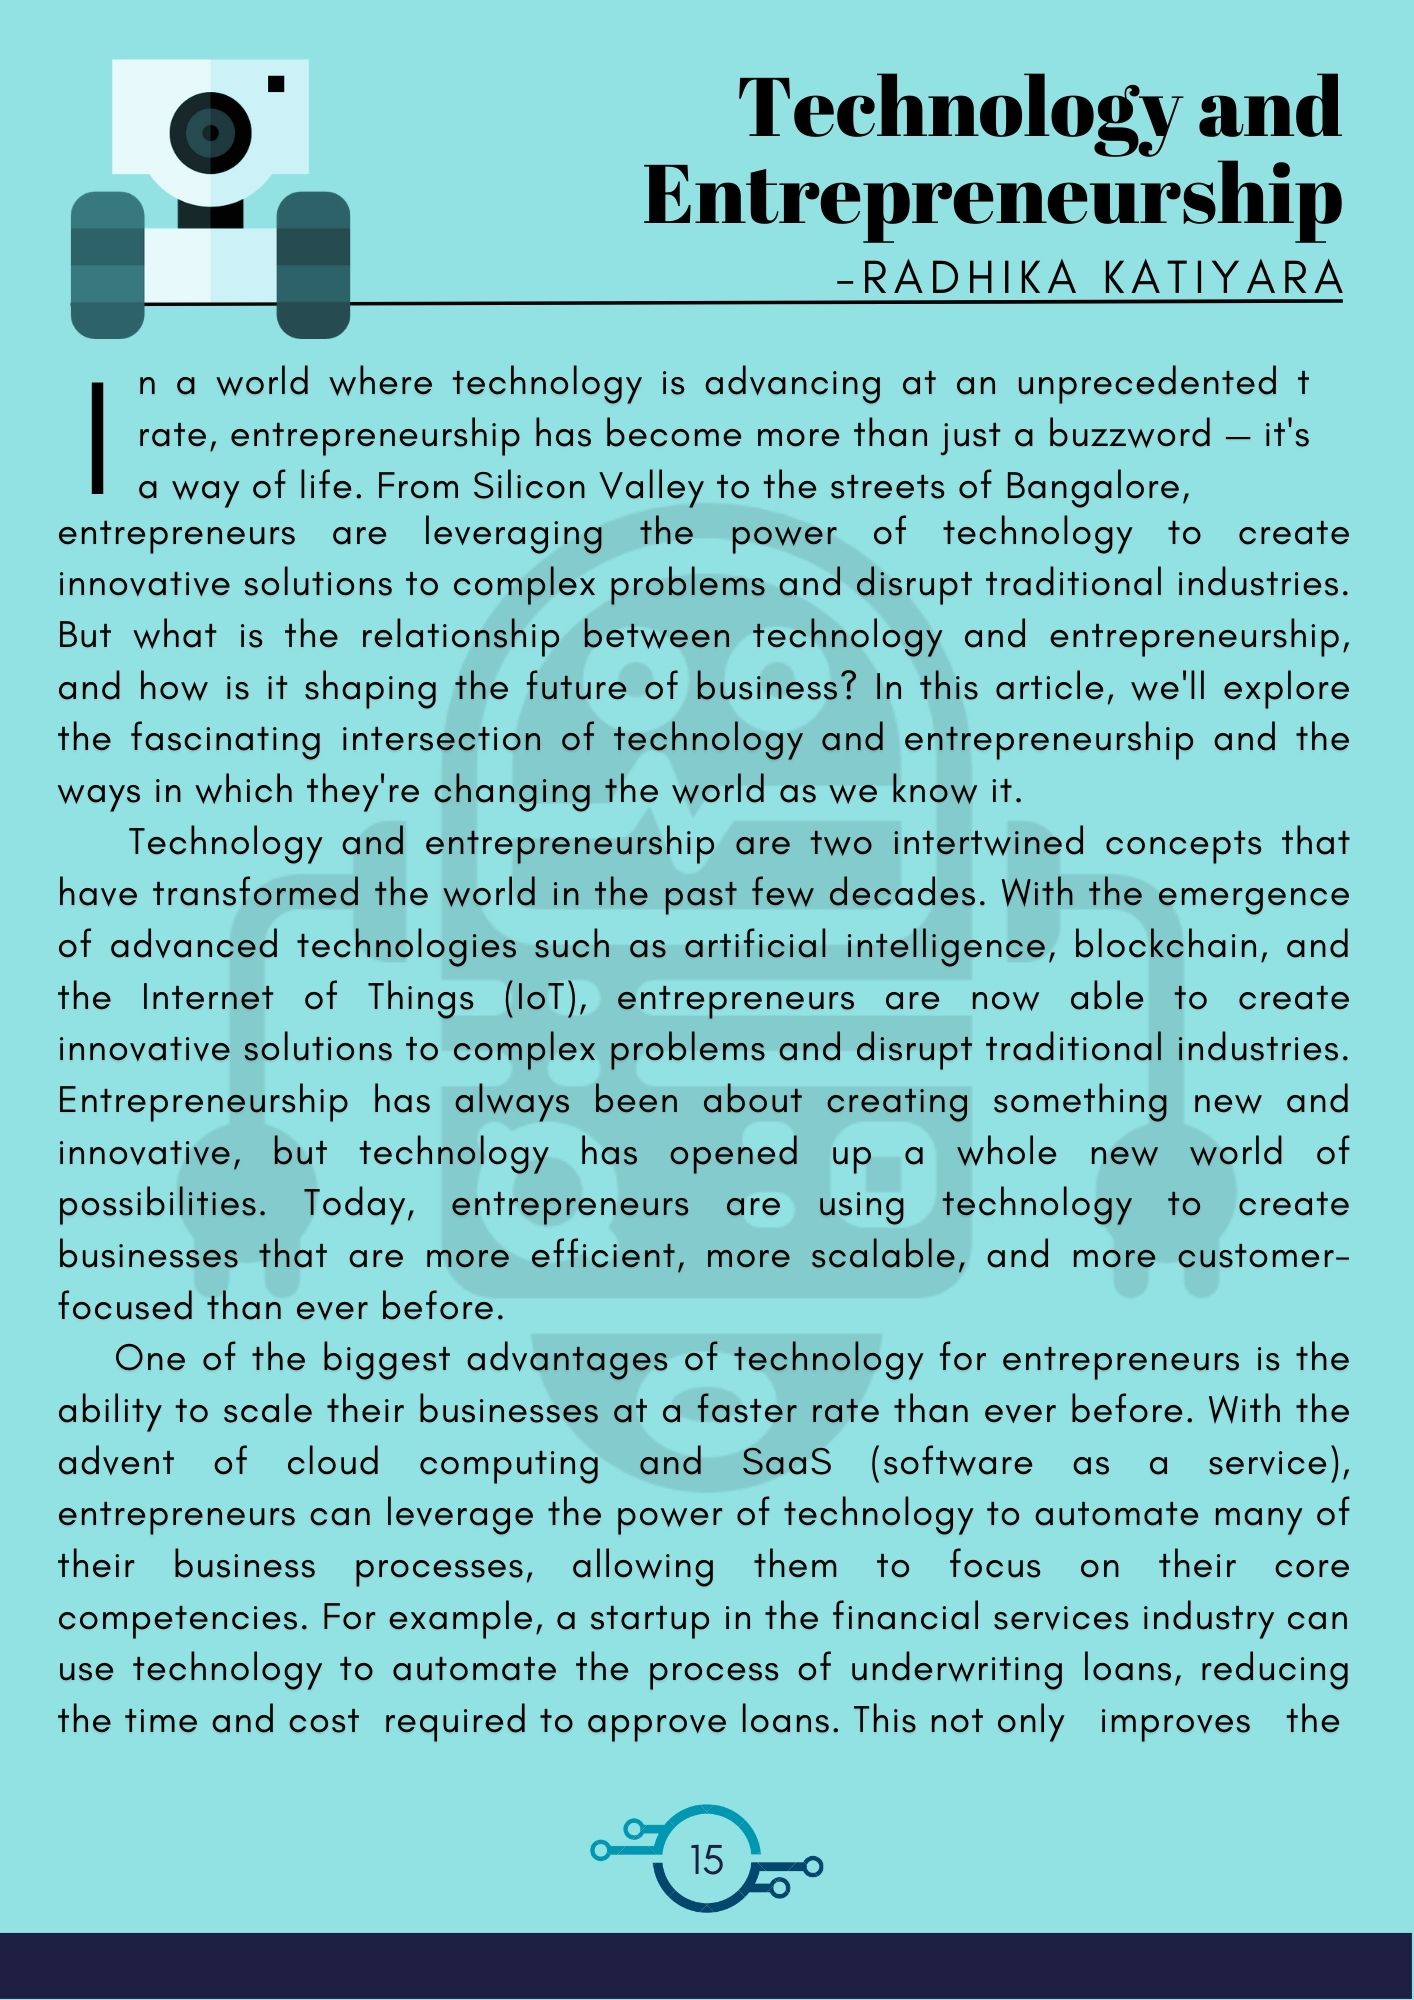 Technology and
Entrepreneurship
-RADHIKA KATIYARA
In a world where technology is advancing at an unprecedented t
rate, entrepreneurship has become more than just a buzzword – it's
a way of life. From Silicon Valley to the streets of Bangalore,
entrepreneurs are leveraging the power of technology to create
innovative solutions to complex problems and disrupt traditional industries.
But what is the relationship between technology and entrepreneurship,
and how is it shaping the future of business? In this article, we'll explore
the fascinating intersection of technology and entrepreneurship and the
ways in which they're changing the world as we know it.
Technology and entrepreneurship are two intertwined concepts that
have transformed the world in the past few decades. With the emergence
of advanced technologies such as artificial intelligence, blockchain, and
the Internet of Things (IoT), entrepreneurs are now able to create
innovative solutions to complex problems and disrupt traditional industries.
Entrepreneurship has always been about creating something new and
innovative, but technology has opened up a whole new world of
possibilities. Today, entrepreneurs are using technology to create
businesses that are more efficient, more scalable, and more customer-
focused than ever before.
One of the biggest advantages of technology for entrepreneurs is the
ability to scale their businesses at a faster rate than ever before. With the
advent of cloud computing and SaaS (software as a service),
entrepreneurs can leverage the power of technology to automate many of
their business processes, allowing them to focus on their core
competencies. For example, a startup in the financial services industry can
use technology to automate the process of underwriting loans, reducing
the time and cost required to approve loans. This not only improves the
15